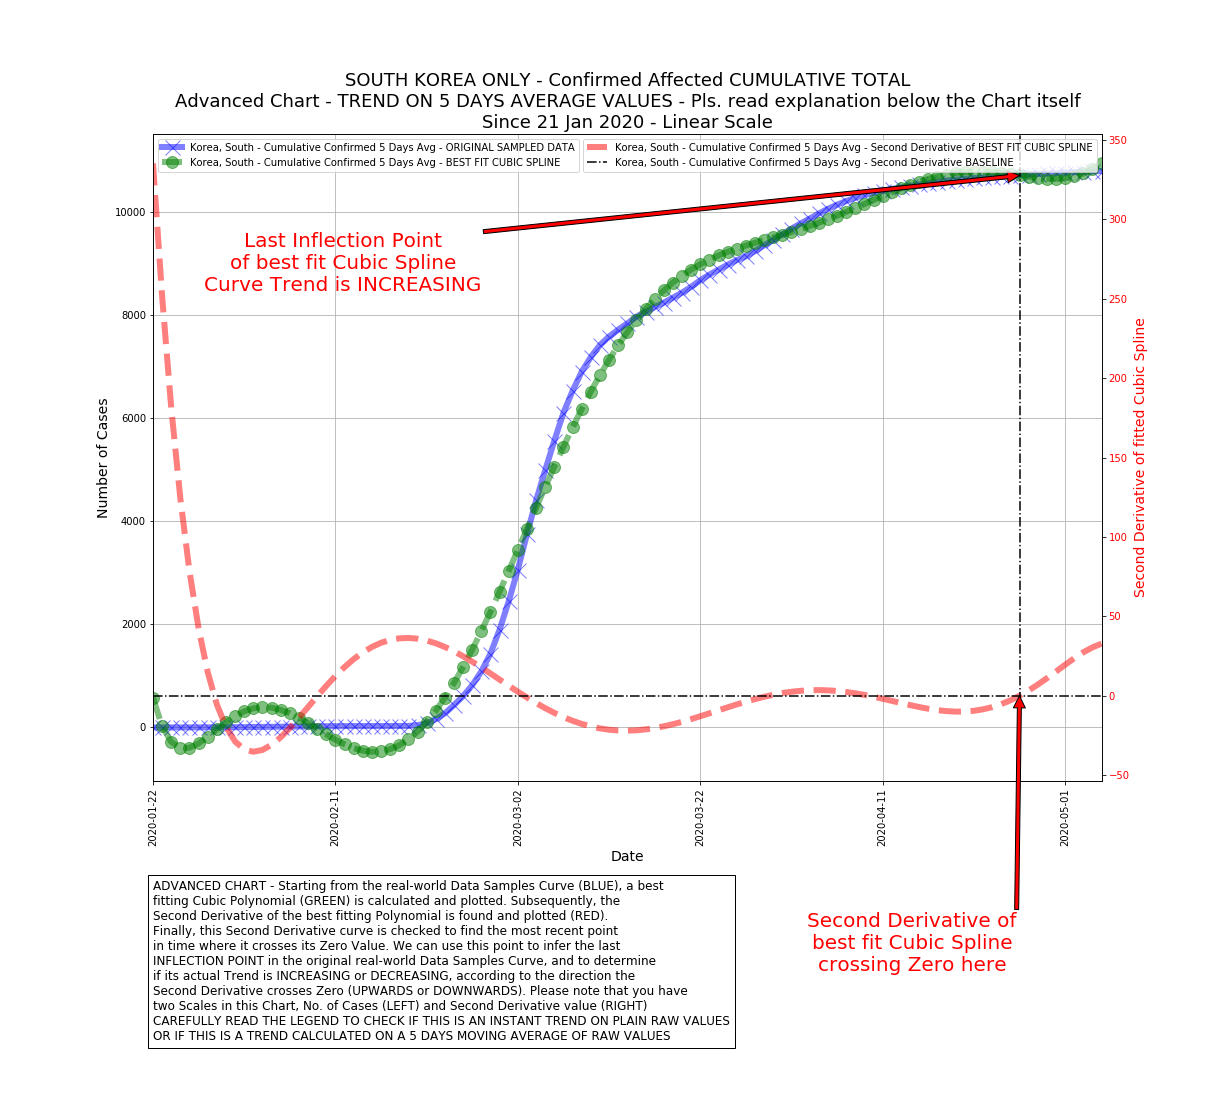 SOUTH KOREA ONLY - Confirmed Affected CUMULATIVE TOTAL
Advanced Chart - TREND ON 5 DAYS AVERAGE VALUES - Pls. read explanation below the Chart itself
Since 21 Jan 2020 - Linear Scale
Korea, South - Cumulative Confirmed 5 Days Avg - ORIGINAL SAMPLED DATA
Korea, South - Cumulative Confirmed 5 Days Avg - BEST FIT CUBIC SPLINE
Korea, South - Cumulative Confirmed 5 Days Avg - Second Derivative of BEST FIT CUBIC SPLINE
Korea, South - Cumulative Confirmed 5 Days Avg - Second Derivative BASELINE
Last Inflection Point
of best fit Cubic Spline
Curve Trend is INCREASING
Number of Cases
10000
8000
6000
4000
2000
0
350
300
250
200
150
100
50
0
−50
Second Derivative of fitted Cubic Spline
2020-01-22
2020-02-11
2020-03-02
2020-03-22
2020-04-11
2020-05-01
Date
Second Derivative of
best fit Cubic Spline
crossing Zero here
ADVANCED CHART - Starting from the real-world Data Samples Curve (BLUE), a best
fitting Cubic Polynomial (GREEN) is calculated and plotted. Subsequently, the
Second Derivative of the best fitting Polynomial is found and plotted (RED).
Finally, this Second Derivative curve is checked to find the most recent point
in time where it crosses its Zero Value. We can use this point to infer the last
INFLECTION POINT in the original real-world Data Samples Curve, and to determine
if its actual Trend is INCREASING or DECREASING, according to the direction the
Second Derivative crosses Zero (UPWARDS or DOWNWARDS). Please note that you have
two Scales in this Chart, No. of Cases (LEFT) and Second Derivative value (RIGHT)
CAREFULLY READ THE LEGEND TO CHECK IF THIS IS AN INSTANT TREND ON PLAIN RAW VALUES
OR IF THIS IS A TREND CALCULATED ON A 5 DAYS MOVING AVERAGE OF RAW VALUES